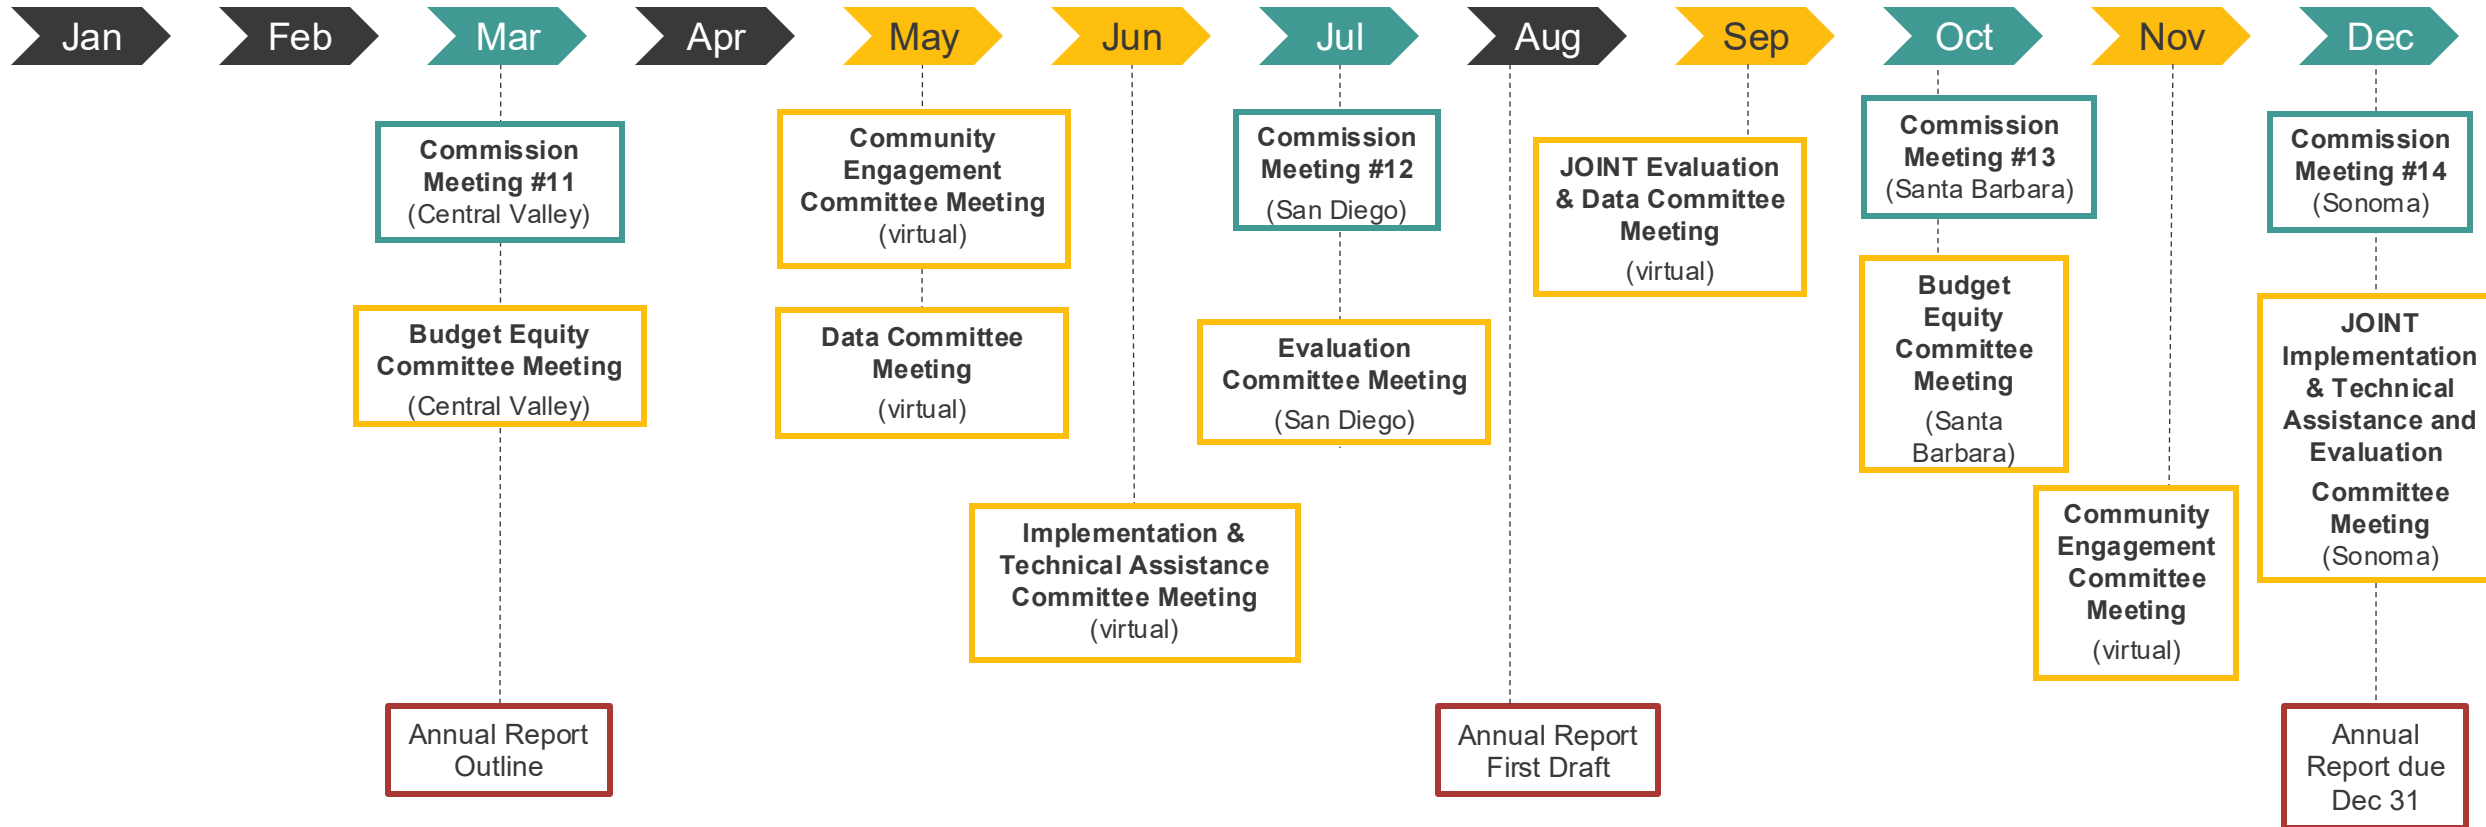 Jan
Feb
Mar
Apr
May
Jun
Jul
Aug
Sep
Oct
Nov
Dec
Commission
Meeting #11
(Central Valley)
Budget Equity
Committee Meeting
(Central Valley)
Annual Report
Outline
Community
Engagement
Committee Meeting
(virtual)
Data Committee
Meeting
(virtual)
Implementation &
Technical Assistance
Committee Meeting
(virtual)
Commission
Meeting #12
(San Diego)
Evaluation
Committee Meeting
(San Diego)
Annual Report
First Draft
JOINT Evaluation
& Data Committee
Meeting
(virtual)
Commission
Meeting #13
(Santa Barbara)
Budget
Equity
Committee
Meeting
(Santa
Barbara)
Community
Engagement
Committee
Meeting
(virtual)
Commission
Meeting #14
(Sonoma)
JOINT
Implementation
& Technical
Assistance and
Evaluation
Committee
Meeting
(Sonoma)
Annual
Report due
Dec 31